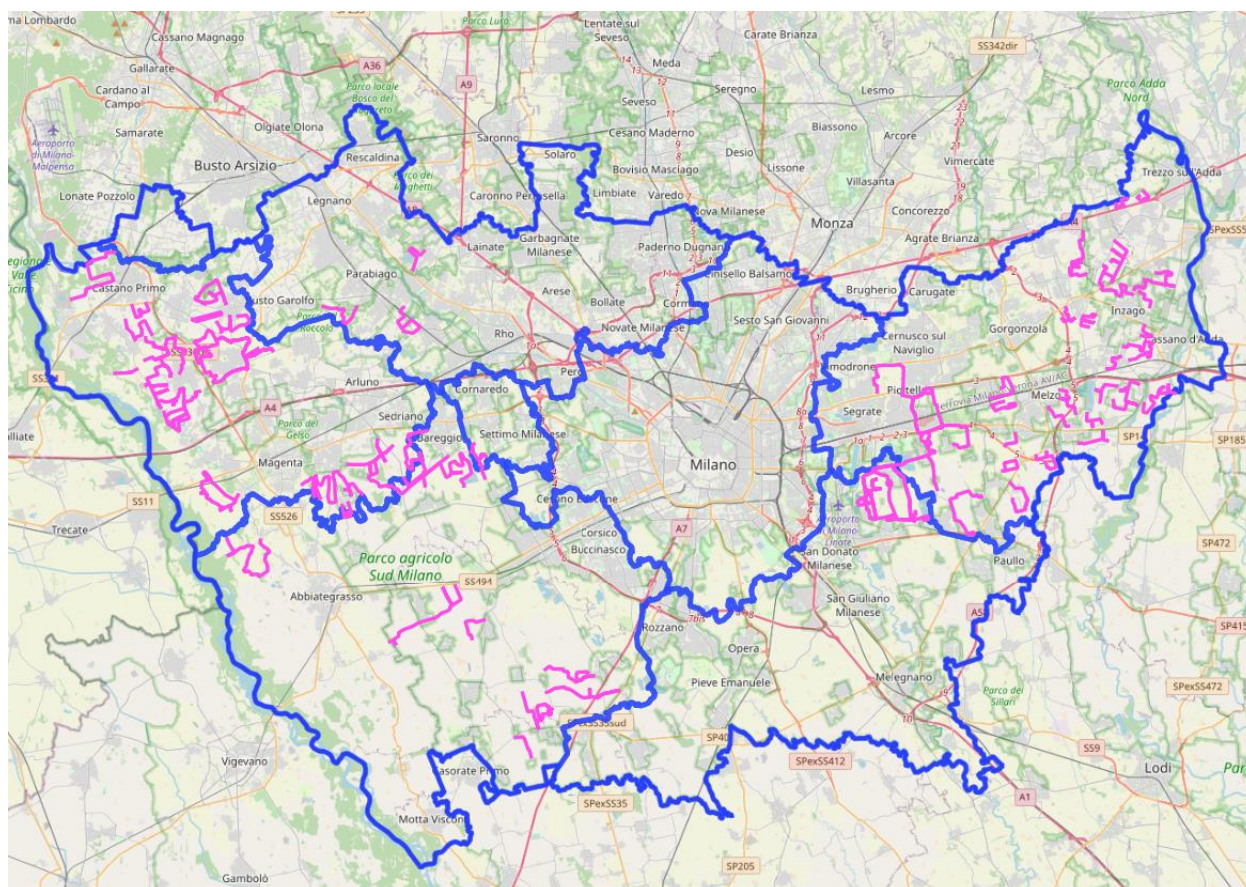 Cassano Magnago
Parco Lura
Lentate sul
Seveso
Carate Brianza
SS342dir
Gallarate
A36
A9
Meda
Cardano al
Campo
Parco locale
Bosco del
Seregno
Lesmo
Parco Adda
Nord
Seveso
Samarate
Olgiate Olona
Saronno
Cesano Maderno
Biassono
Arcore
Aeroporto
di Milano-
Malpensa
Rescaldina
Solaro
Desio
Busto Arsizio
Bovisio Masciago
Lissone
Vimercate
Trezzo sull'Adda
Lonate Pozzolo
Legnano
Caronno Pertusella
Limbiate
Varedo
Villasanta
Nova Milanese
Monza
Concorezzo
Lainate
Garbagnate
Milanese
Paderno Dugnano
Agrate Brianza
A4
Parabiago
Cinisello Balsamo
Castano Primo
Arese
Brugherio
Carugate
Busto Garolfo
Bollate
Inzago
Rho
Novate Milanese
Sesto San Giovanni
Gorgonzola
Cernusco sul
Naviglio
Cassano d'Adda
Pero
Arluno
Cornaredo
Melzo
A4
Sedriano
Segrate
Parco del
Gelso
Bareggio
Settimo Milanese
SP14
SP185
Magenta
Milano
SS11
Trecate
SS526
Corsico
A7
Aeroporto
di Milano
Linate
Buccinasco
San Donato
Milanese
SP472
Parco agricolo
Sud Milano
Paullo
SS494
Abbiategrasso
San Giuliano
Milanese
Rozzano
SP415
Opera
Melegnano
Pieve Emanuele
SPexSS472
Parco dei
Sillari
Vigevano
SPexSS412
SS9
Lodi
Casorate Primo
A1
SPexSS35
Motta Visconti
SP205
Gambolò